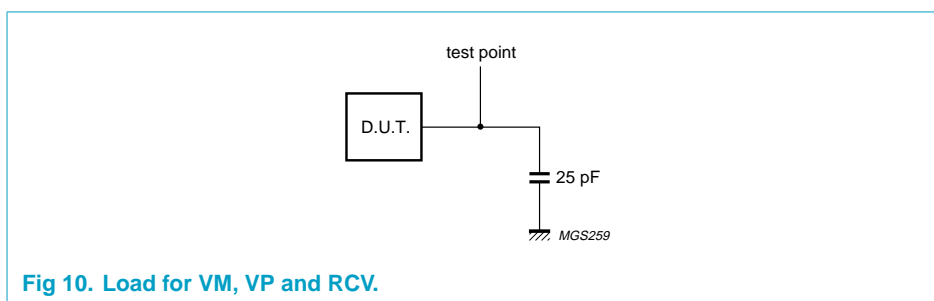 test point
D.U.T.
25 pF
MGS259
Fig 10. Load for VM, VP and RCV.